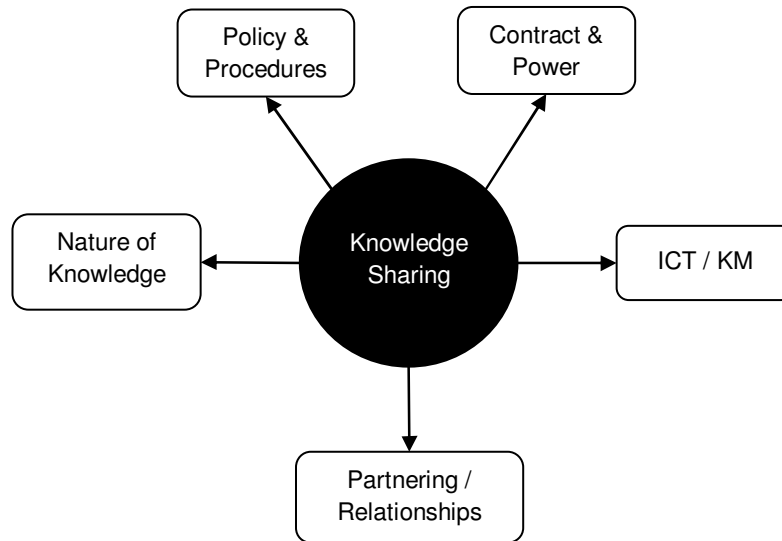 Policy &
Procedures
Contract &
Power
Nature of
Knowledge
Knowledge
Sharing
ICT / KM
Partnering /
Relationships